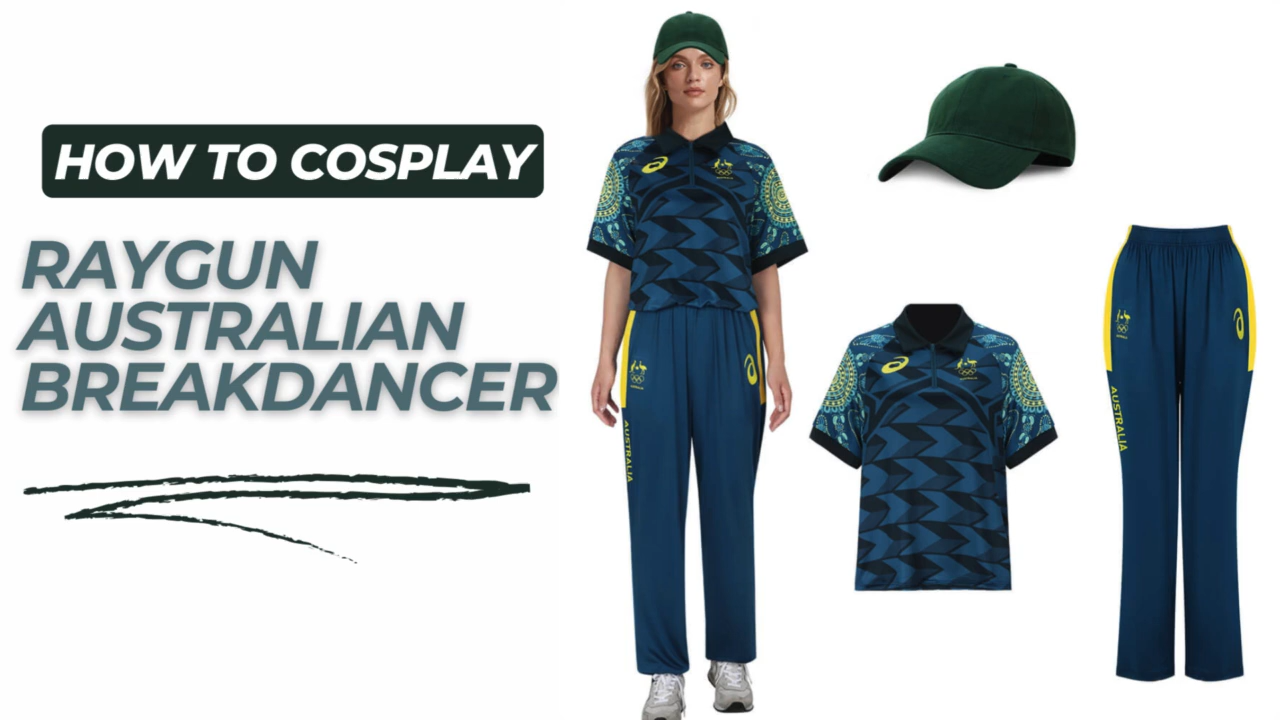 HOW TO COSPLAY
RAYGUN
AUSTRALIAN
BREAKDANCER
AUSTRALIA
AUSTRALIA